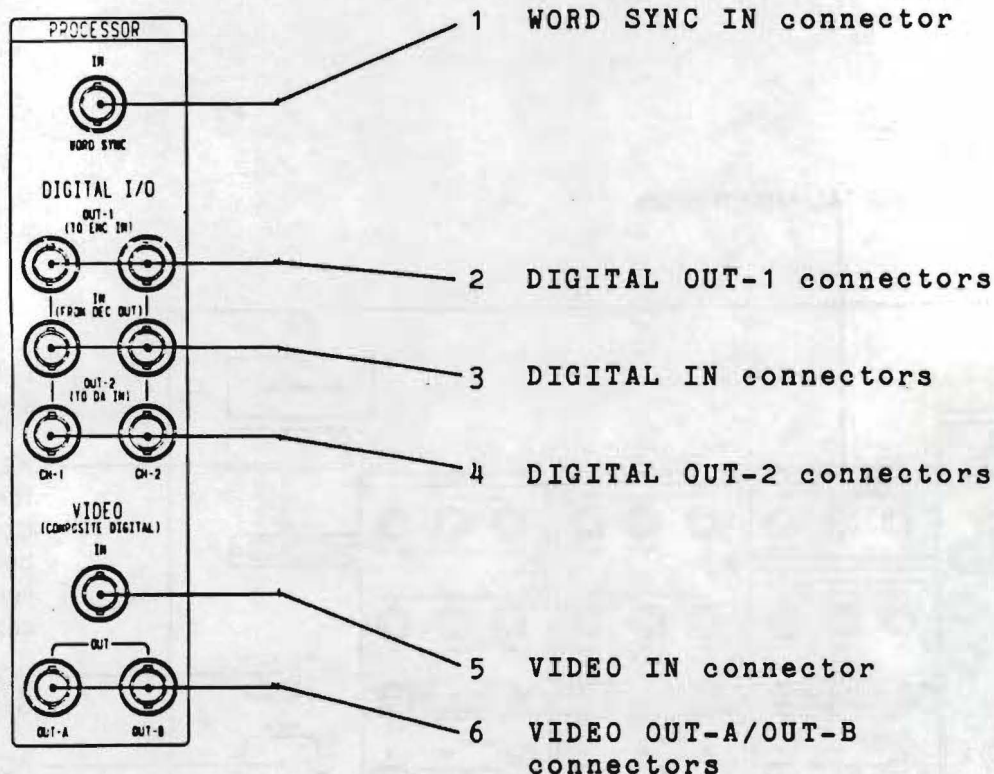 PROCESSOR
IN
WORD SYNC
DIGITAL I/O
OUT-1
(TO ENC IN)
IN
(FROM DEC OUT)
OUT-2
(TO DA IN)
CH-1 CH-2
VIDEO
(COMPOSITE DIGITAL)
IN
OUT
OUT-A OUT-B
1 WORD SYNC IN connector
2 DIGITAL OUT-1 connectors
3 DIGITAL IN connectors
4 DIGITAL OUT-2 connectors
5 VIDEO IN connector
6 VIDEO OUT-A/OUT-B
connectors